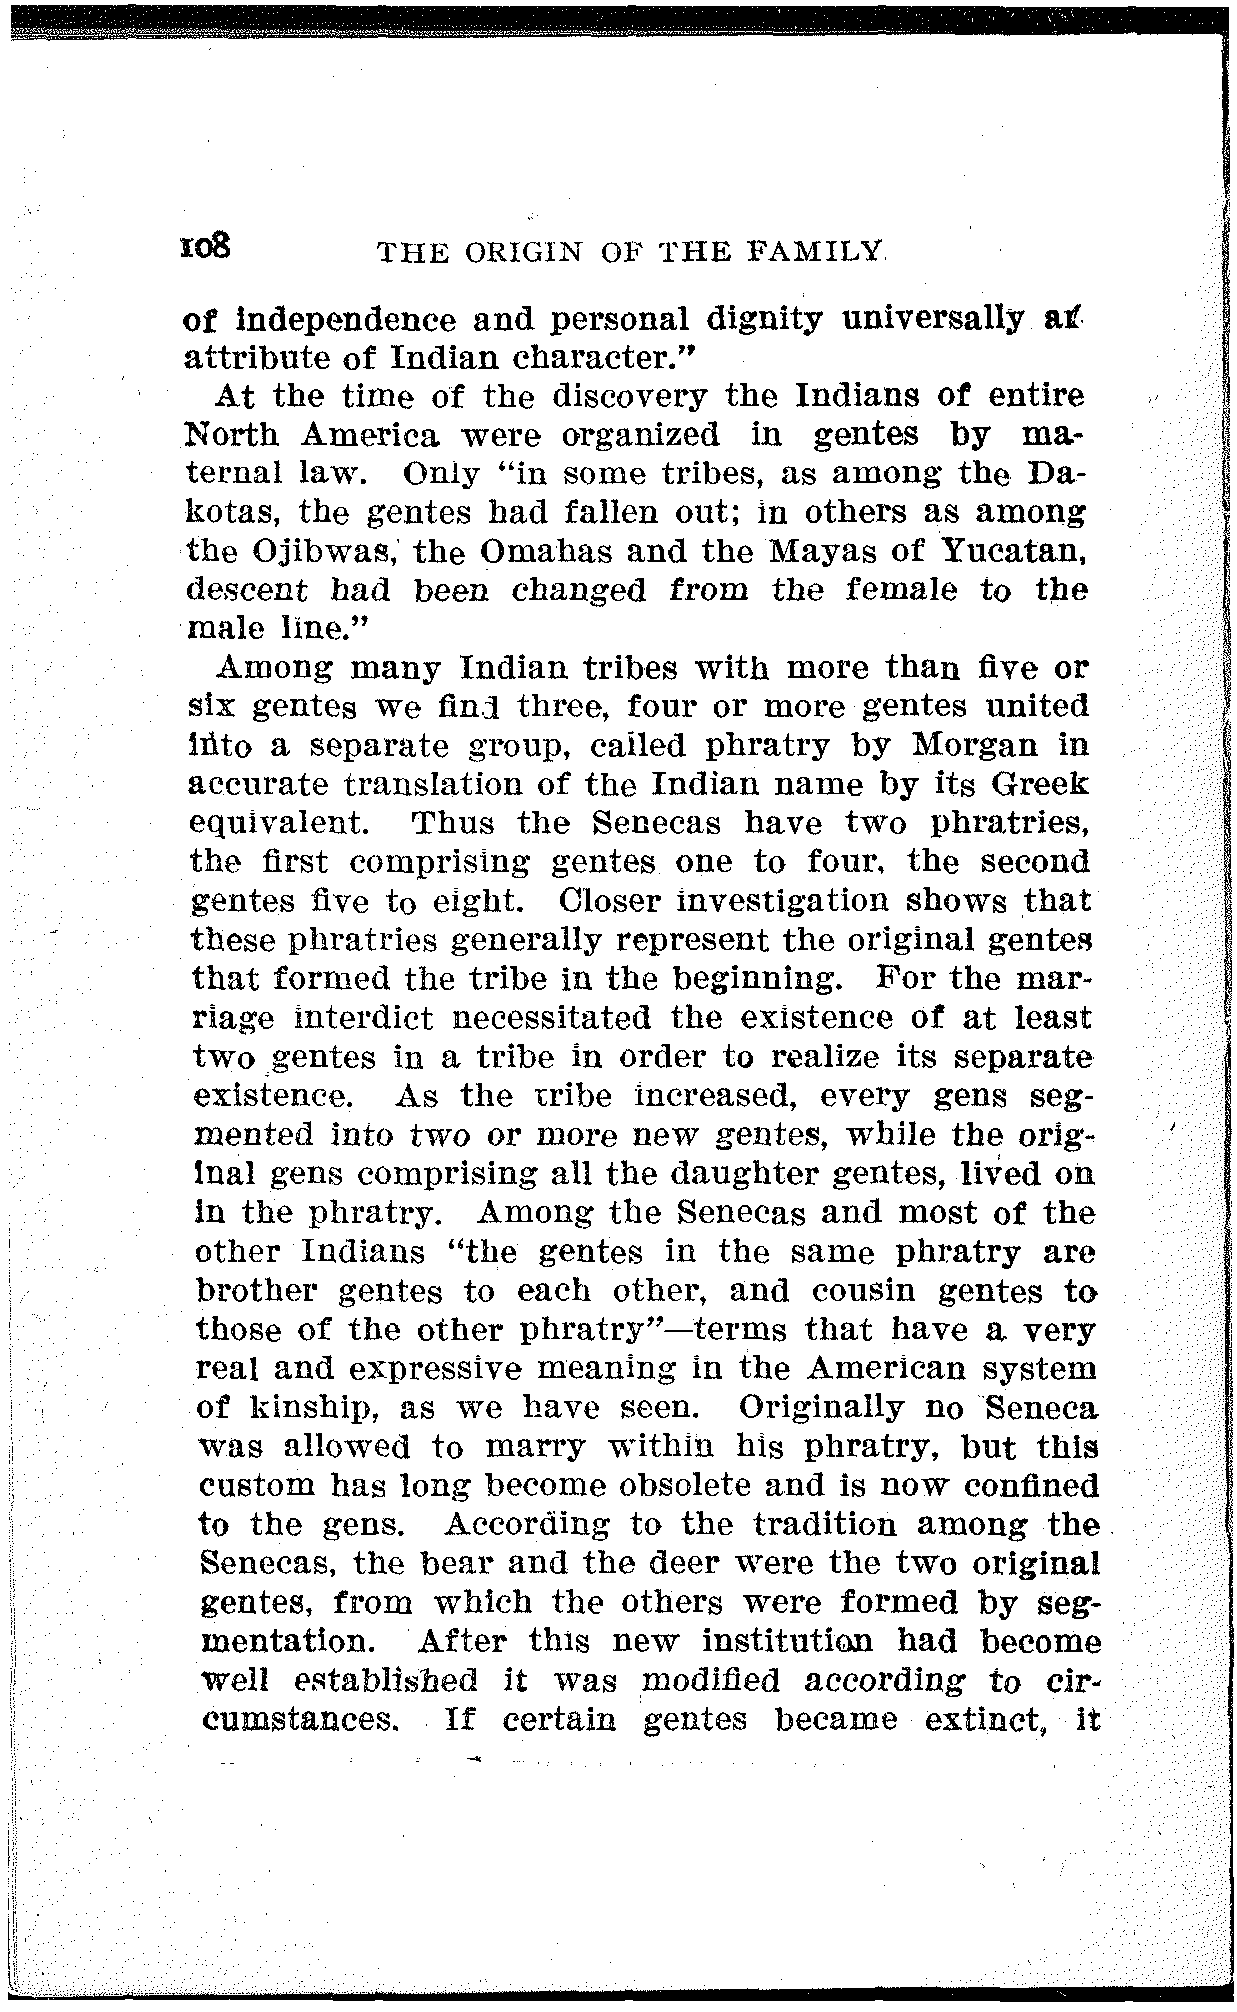 108 THE ORIGIN OF THE FAMILY
of independence and personal dignity universally an
attribute of Indian character."
At the time of the discovery the Indians of entire
North America were organized in gentes by ma-
ternal law. Only "in some tribes, as among the Da-
kotas, the gentes had fallen out; in others as among
the Ojibwas, the Omahas and the Mayas of Yucatan,
descent had been changed from the female to the
male line."
Among many Indian tribes with more than five or
six gentes we find three, four or more gentes united
into a separate group, called phratry by Morgan in
accurate translation of the Indian name by its Greek
equivalent. Thus the Senecas have two phratries,
the first comprising gentes one to four, the second
gentes five to eight. Closer investigation shows that
these phratries generally represent the original gentes
that formed the tribe in the beginning. For the mar-
riage interdict necessitated the existence of at least
two gentes in a tribe in order to realize its separate
existence. As the tribe increased, every gens seg-
mented into two or more new gentes, while the orig-
inal gens comprising all the daughter gentes, lived on
in the phratry. Among the Senecas and most of the
other Indians "the gentes in the same phratry are
brother gentes to each other, and cousin gentes to
those of the other phratry"—terms that have a very
real and expressive meaning in the American system
of kinship, as we have seen. Originally no Seneca
was allowed to marry within his phratry, but this
custom has long become obsolete and is now confined
to the gens. According to the tradition among the
Senecas, the bear and the deer were the two original
gentes, from which the others were formed by seg-
mentation. After this new institution had become
well established it was modified according to cir-
cumstances. If certain gentes became extinct, it